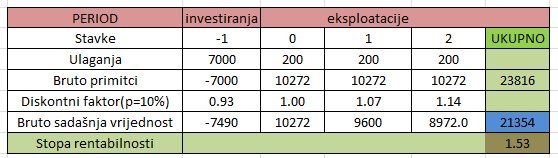 PERIOD investiranja eksploatacije
Stavke -1 0 1 2 UKUPNO
Ulaganja 7000 200 200 200
Bruto primitci -7000 10272 10272 10272 23816
Diskontni faktor(p=10%) 0.93 1.00 1.07 1.14
Bruto sadašnja vrijednost -7490 10272 9600 8972.0 21354
Stopa rentabilnosti 1.53